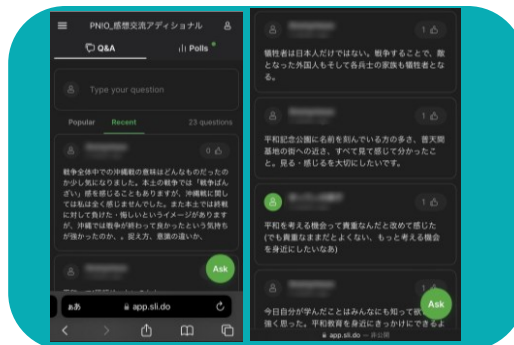 PNIO_感想交流アディショナル
Q&A
Polls
Type your question
Popular
Recent
23 questions
0
戦争全体中での沖縄戦の意味はどんなものだったの
か少し気になりました。本土の戦争では「戦争ばん
ざい」感を感じることもありますが、沖縄戦に関し
ては私は全く感じませんでした。また本土では終戦
に対して負けた・悔しいというイメージがあります
が、沖縄では戦争が終わって良かったという気持ち
が強かったのか、。捉え方、意識の違いか、
Ask
ぁあ
app.sli.do
1
犠牲者は日本人だけではない。戦争することで、敵
となった外国人もそして各兵士の家族も犠牲者とな
る。
1
平和記念公園に名前を刻んでいる方の多さ、普天間
基地の街への近さ、すべて見て感じて分かったこ
と。見る・感じるを大切にしたいです。
1
平和を考える機会って貴重なんだと改めて感じた
(でも貴重なままだとよくない、もっと考える機会
を身近にしたいなあ)
1
Ask
今日自分が学んだことはみんなにも知って欲
強く思った。平和教育を身近にきっかけにできるよ
app.sli.do — 非公開